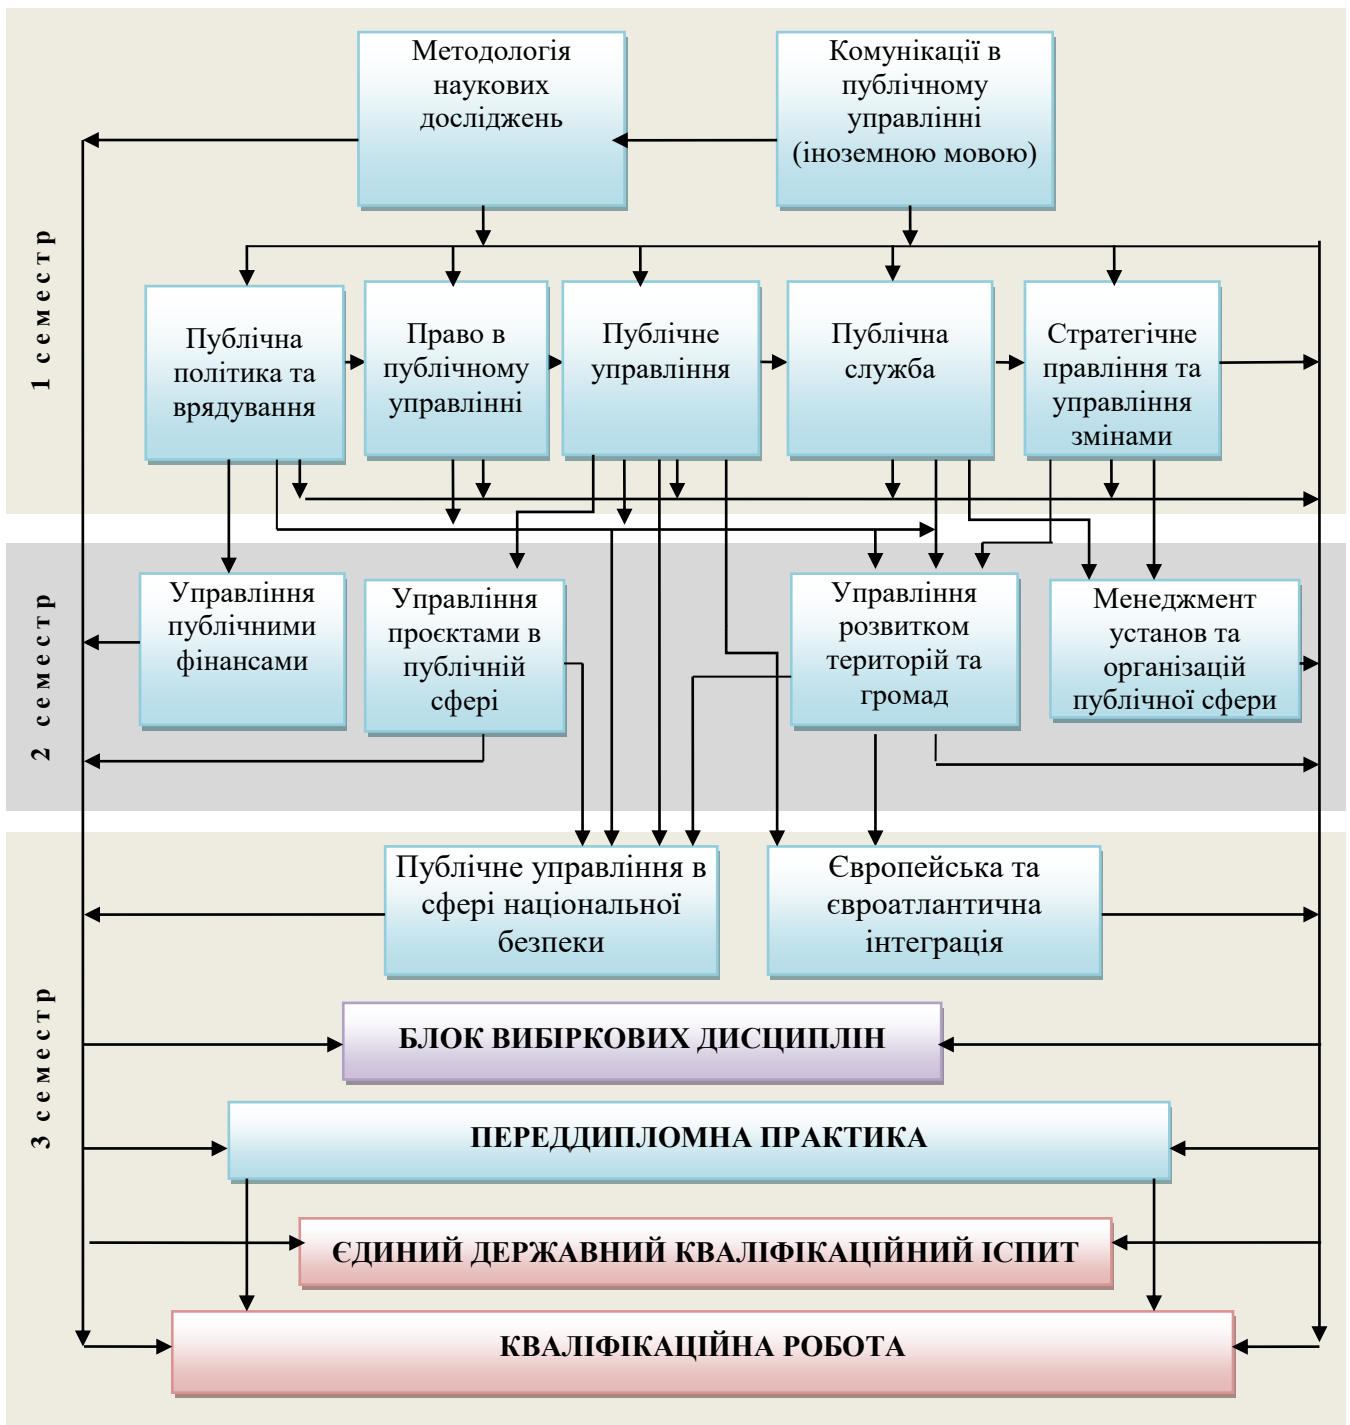 1 семестр
Методологія
наукових
досліджень
Комунікації в
публічному
управлінні
(іноземною мовою)
Публічна
політика та
врядування
Право в
публічному
управлінні
Публічне
управління
Публічна
служба
Стратегічне
правління та
управління
змінами
2 семестр
Управління
публічними
фінансами
Управління
проєктами в
публічній
сфері
Управління
розвитком
територій та
громад
Менеджмент
установ та
організацій
публічної сфери
3 семестр
Публічне управління в
сфері національної
безпеки
Європейська та
євроатлантична
інтеграція
БЛОК ВИБІРКОВИХ ДИСЦИПЛІН
ПЕРЕДДИПЛОМНА ПРАКТИКА
ЄДИНИЙ ДЕРЖАВНИЙ КВАЛІФІКАЦІЙНИЙ ІСПИТ
КВАЛІФІКАЦІЙНА РОБОТА